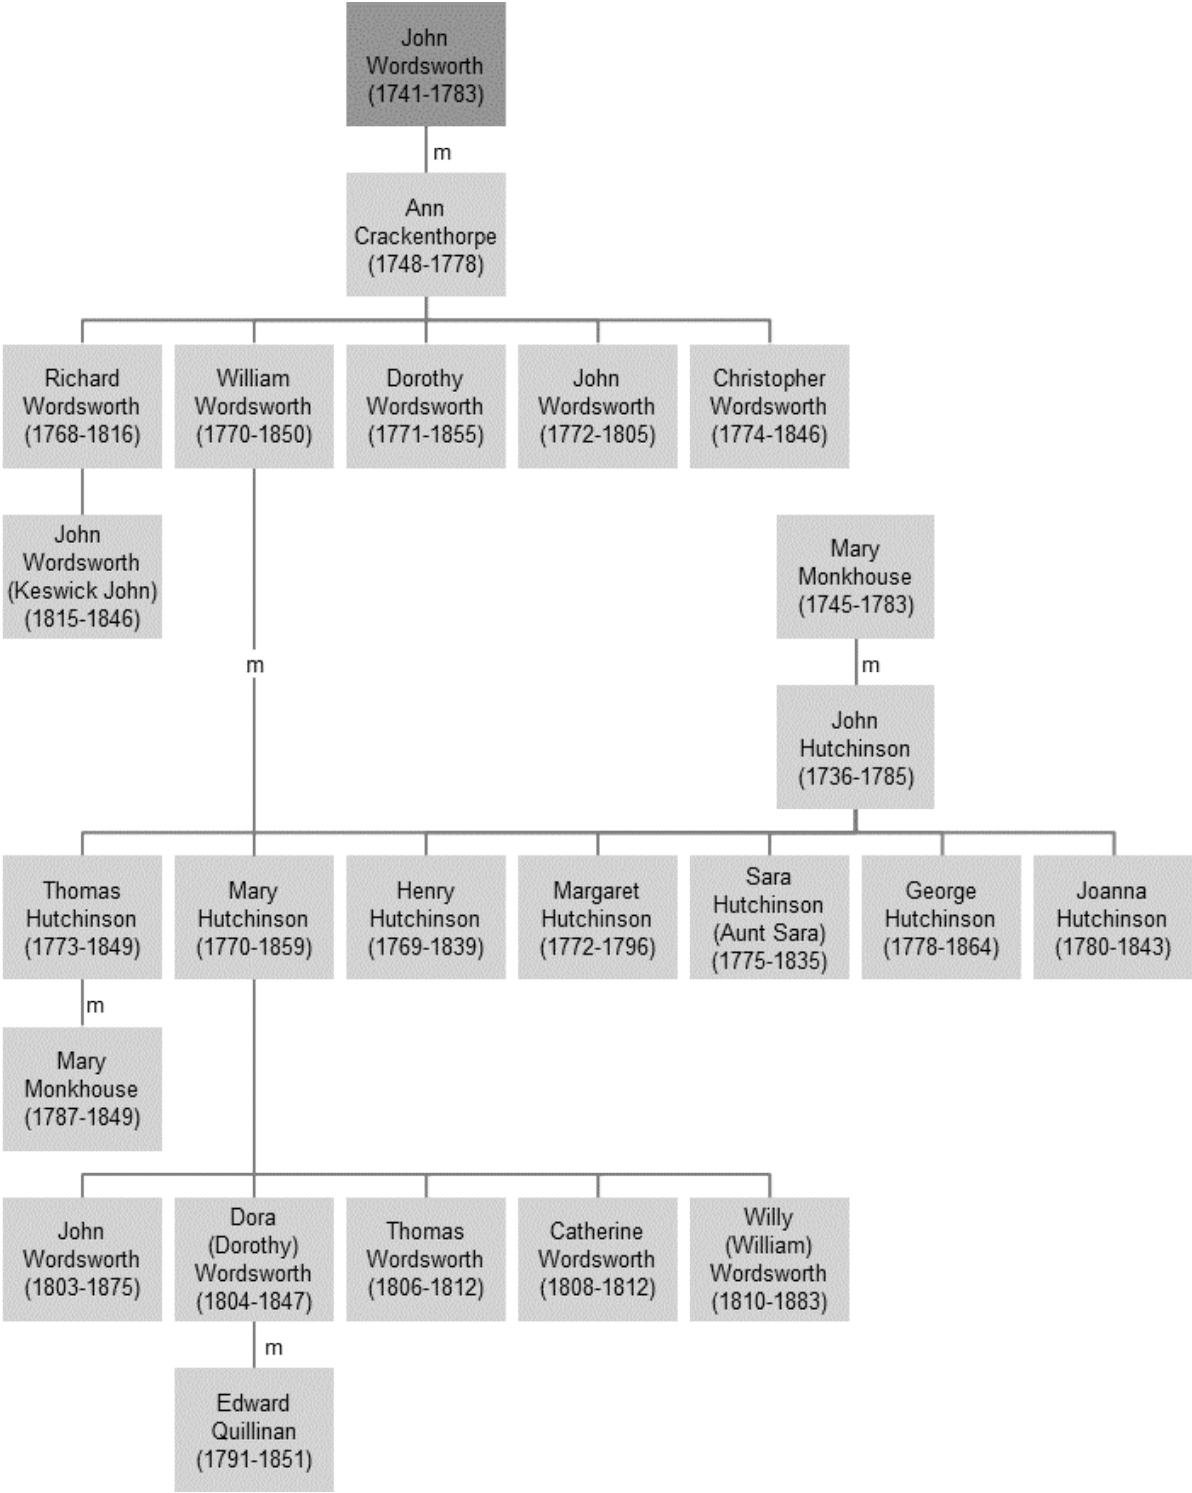 John
Wordsworth
(1741-1783)
m
Ann
Crackenthorpe
(1748-1778)
Richard
Wordsworth
(1768-1816)
William
Wordsworth
(1770-1850)
Dorothy
Wordsworth
(1771-1855)
John
Wordsworth
(1772-1805)
Christopher
Wordsworth
(1774-1846)
John
Wordsworth
(Keswick John)
(1815-1846)
Mary
Monkhouse
(1745-1783)
m
m
John
Hutchinson
(1736-1785)
Thomas
Hutchinson
(1773-1849)
Mary
Hutchinson
(1770-1859)
Henry
Hutchinson
(1769-1839)
Margaret
Hutchinson
(1772-1796)
Sara
Hutchinson
(Aunt Sara)
(1775-1835)
George
Hutchinson
(1778-1864)
Joanna
Hutchinson
(1780-1843)
m
Mary
Monkhouse
(1787-1849)
John
Wordsworth
(1803-1875)
Dora
(Dorothy)
Wordsworth
(1804-1847)
Thomas
Wordsworth
(1806-1812)
Catherine
Wordsworth
(1808-1812)
Willy
(William)
Wordsworth
(1810-1883)
m
Edward
Quillinan
(1791-1851)